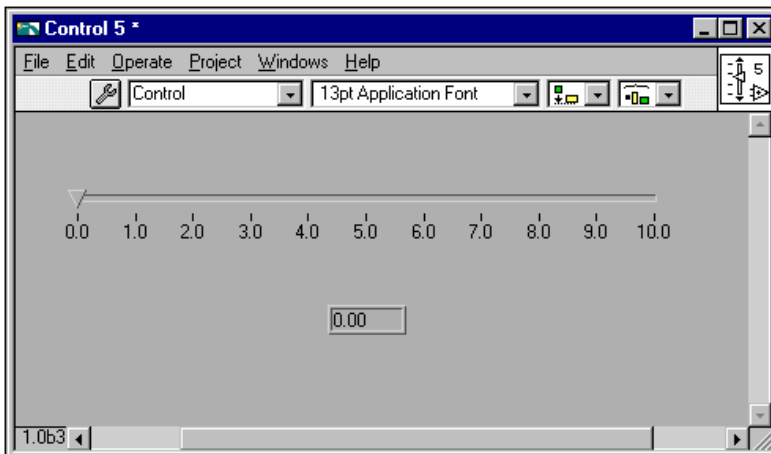 Control 5 *
File Edit Operate Project Windows Help
Control 13pt Application Font 5
0.0 1.0 2.0 3.0 4.0 5.0 6.0 7.0 8.0 9.0 10.0
0.00
1.0b3